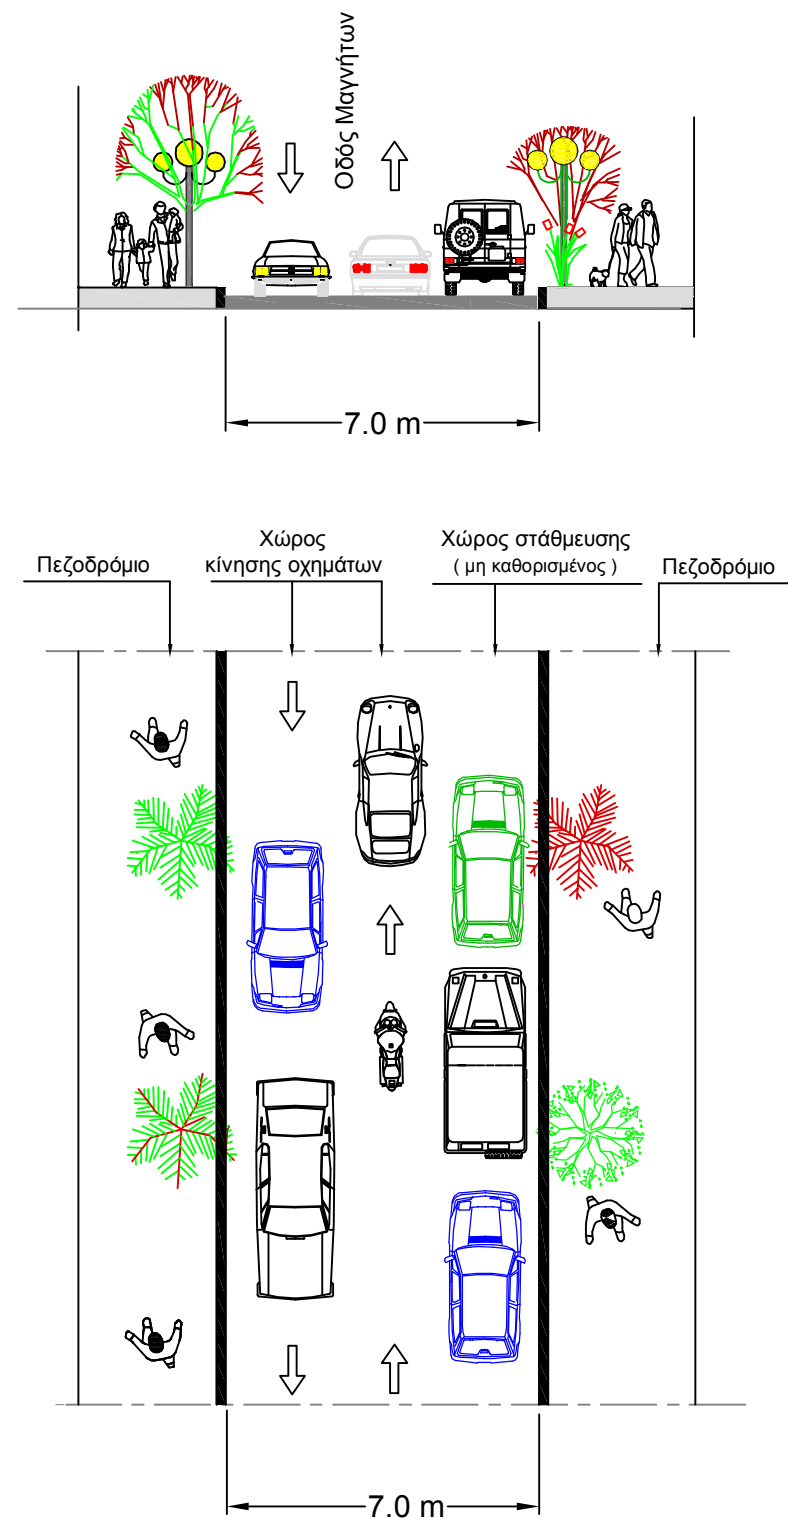 Οδός Μαγνήτων
7.0 m
Πεζοδρόμιο
Χώρος
κίνησης οχημάτων
Χώρος στάθμευσης
( μη καθορισμένος )
Πεζοδρόμιο
7.0 m